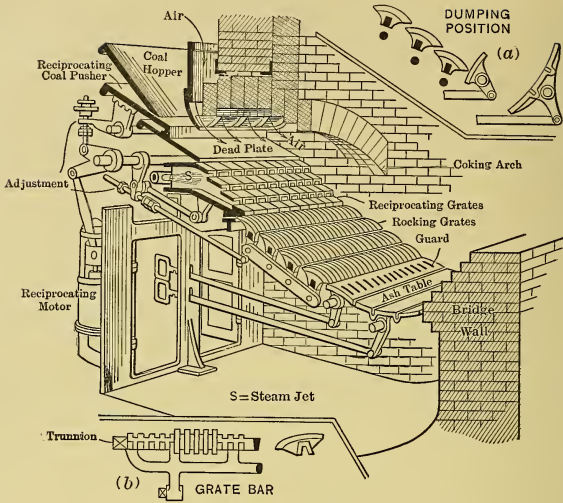 Air
Coal
Hopper
DUMPING
POSITION
(a)
Reciprocating
Coal Pusher
Air
Dead Plate
Coking Arch
S
Adjustment
Reciprocating Grates
Rocking Grates
Guard
Ash Table
Reciprocating
Motor
Bridge
Wall
S=Steam Jet
Trunnion
(b)
GRATE BAR